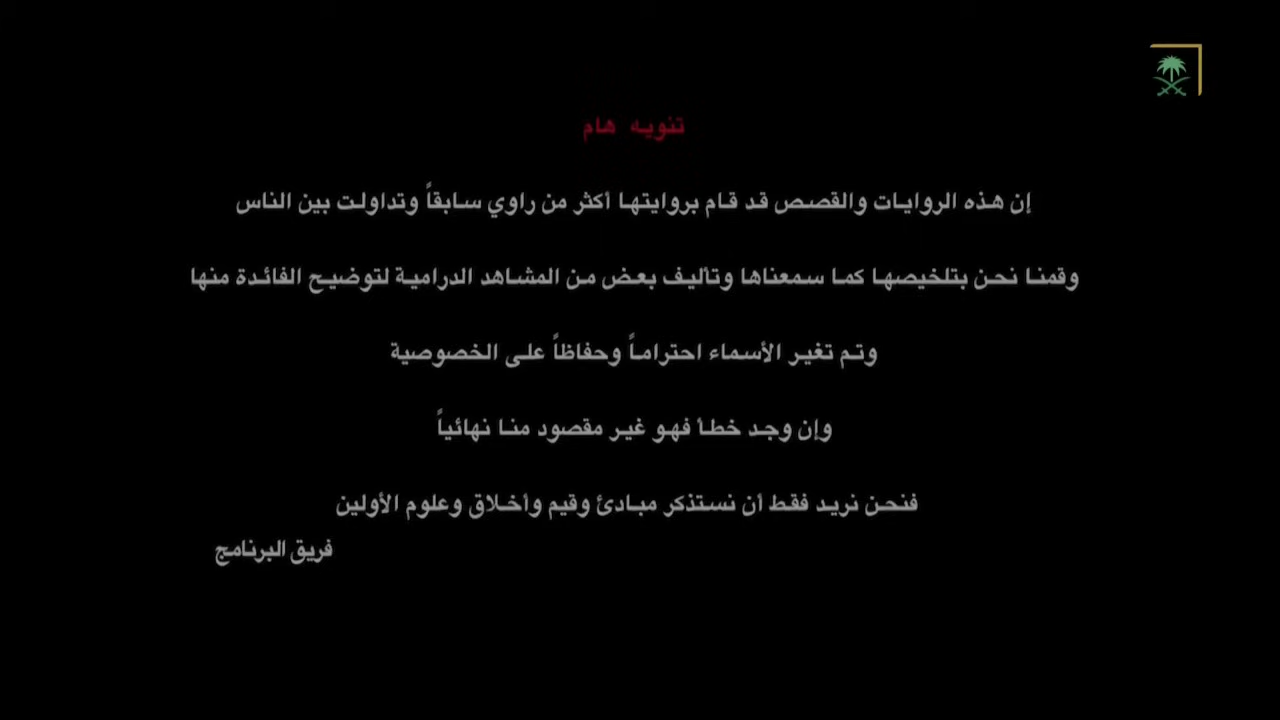 تنويه هام
إن هذه الروايات والقصص قد قام بروايتها أكثر من راوي سابقاً وتداولت بين الناس
وقمنا نحن بتلخيصها كما سمعناها وتأليف بعض من المشاهد الدرامية لتوضيح الفائدة منها
وتم تغير الأسماء احتراماً وحفاظاً على الخصوصية
وإن وجد خطأ فهو غير مقصود منا نهائياً
فنحن نريد فقط أن نستذكر مبادئ وقيم وأخلاق وعلوم الأولين
فريق البرنامج